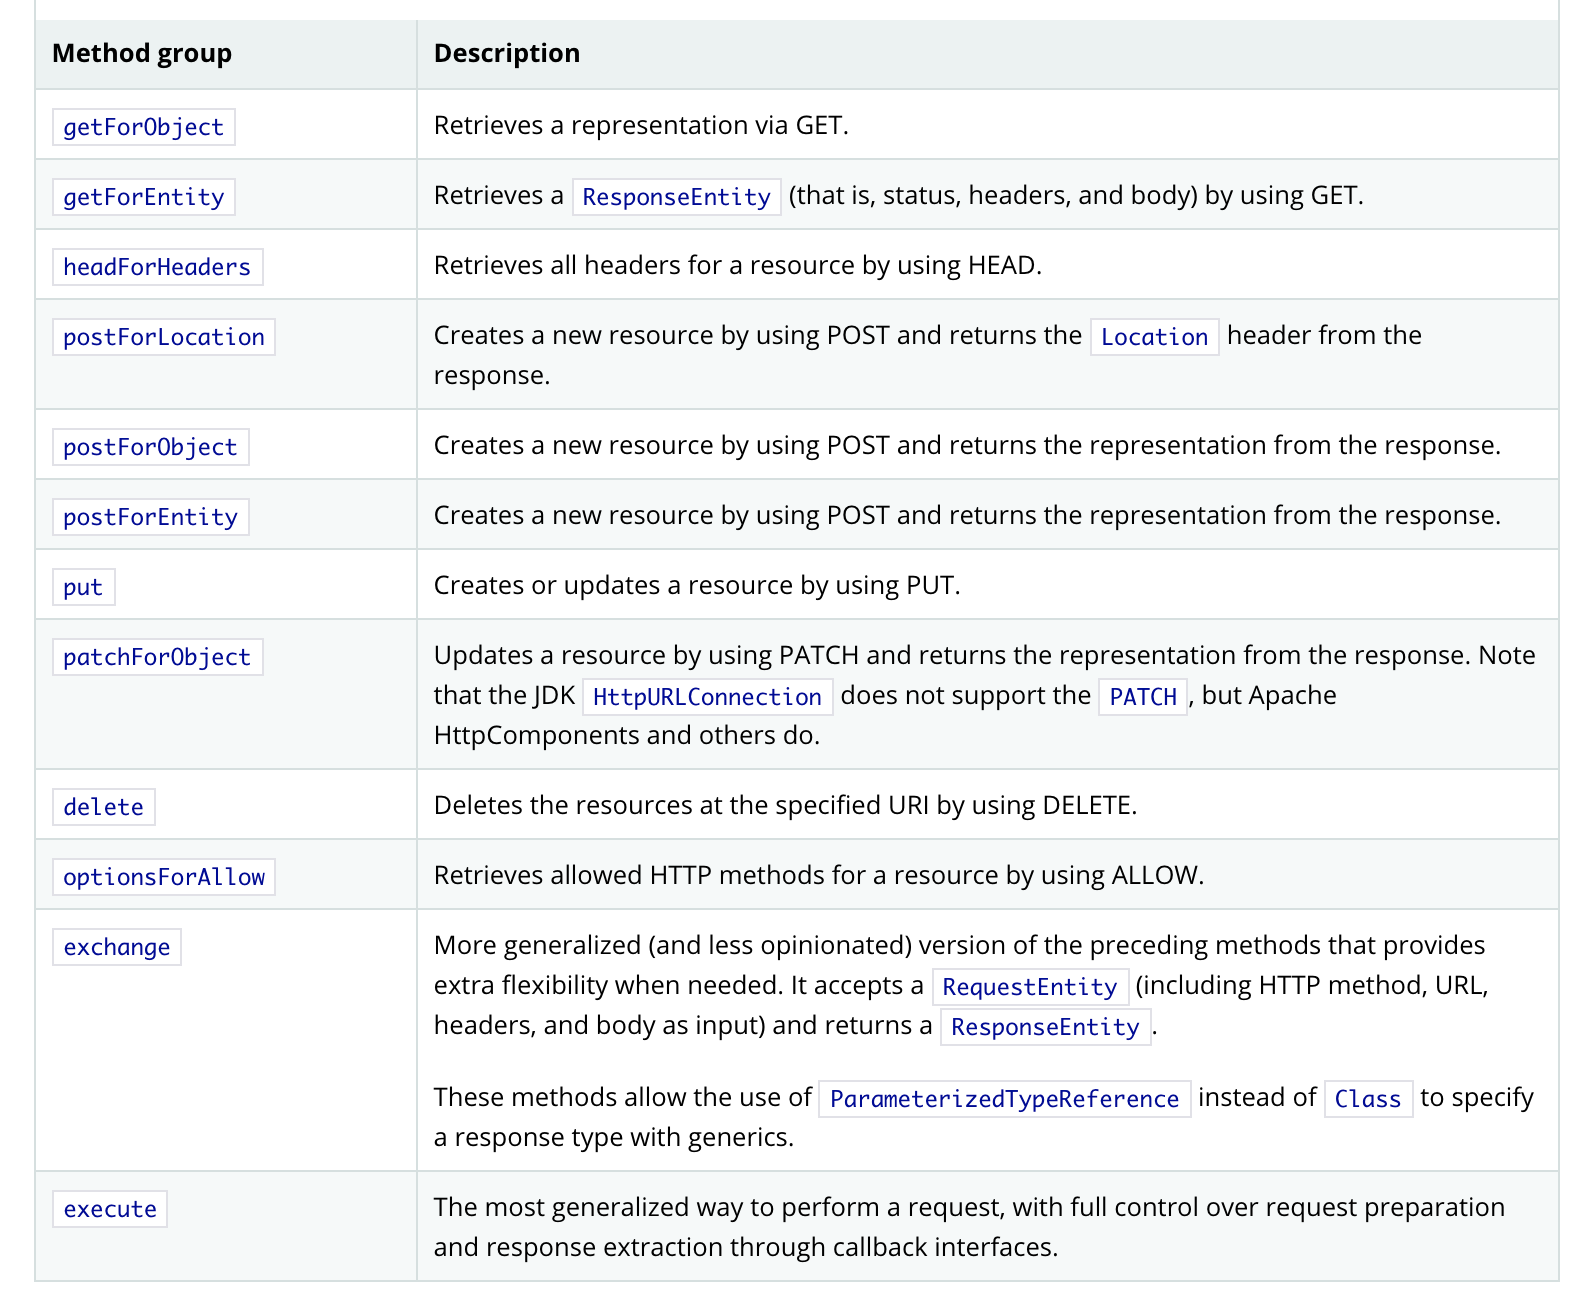 Method group Description
getForObject Retrieves a representation via GET.
getForEntity Retrieves a ResponseEntity (that is, status, headers, and body) by using GET.
headForHeaders Retrieves all headers for a resource by using HEAD.
postForLocation Creates a new resource by using POST and returns the Location header from the
response.
postForObject Creates a new resource by using POST and returns the representation from the response.
postForEntity Creates a new resource by using POST and returns the representation from the response.
put Creates or updates a resource by using PUT.
patchForObject Updates a resource by using PATCH and returns the representation from the response. Note
that the JDK HttpURLConnection does not support the PATCH, but Apache
HttpComponents and others do.
delete Deletes the resources at the specified URI by using DELETE.
optionsForAllow Retrieves allowed HTTP methods for a resource by using ALLOW.
exchange More generalized (and less opinionated) version of the preceding methods that provides
extra flexibility when needed. It accepts a RequestEntity (including HTTP method, URL,
headers, and body as input) and returns a ResponseEntity.
These methods allow the use of ParameterizedTypeReference instead of Class to specify
a response type with generics.
execute The most generalized way to perform a request, with full control over request preparation
and response extraction through callback interfaces.